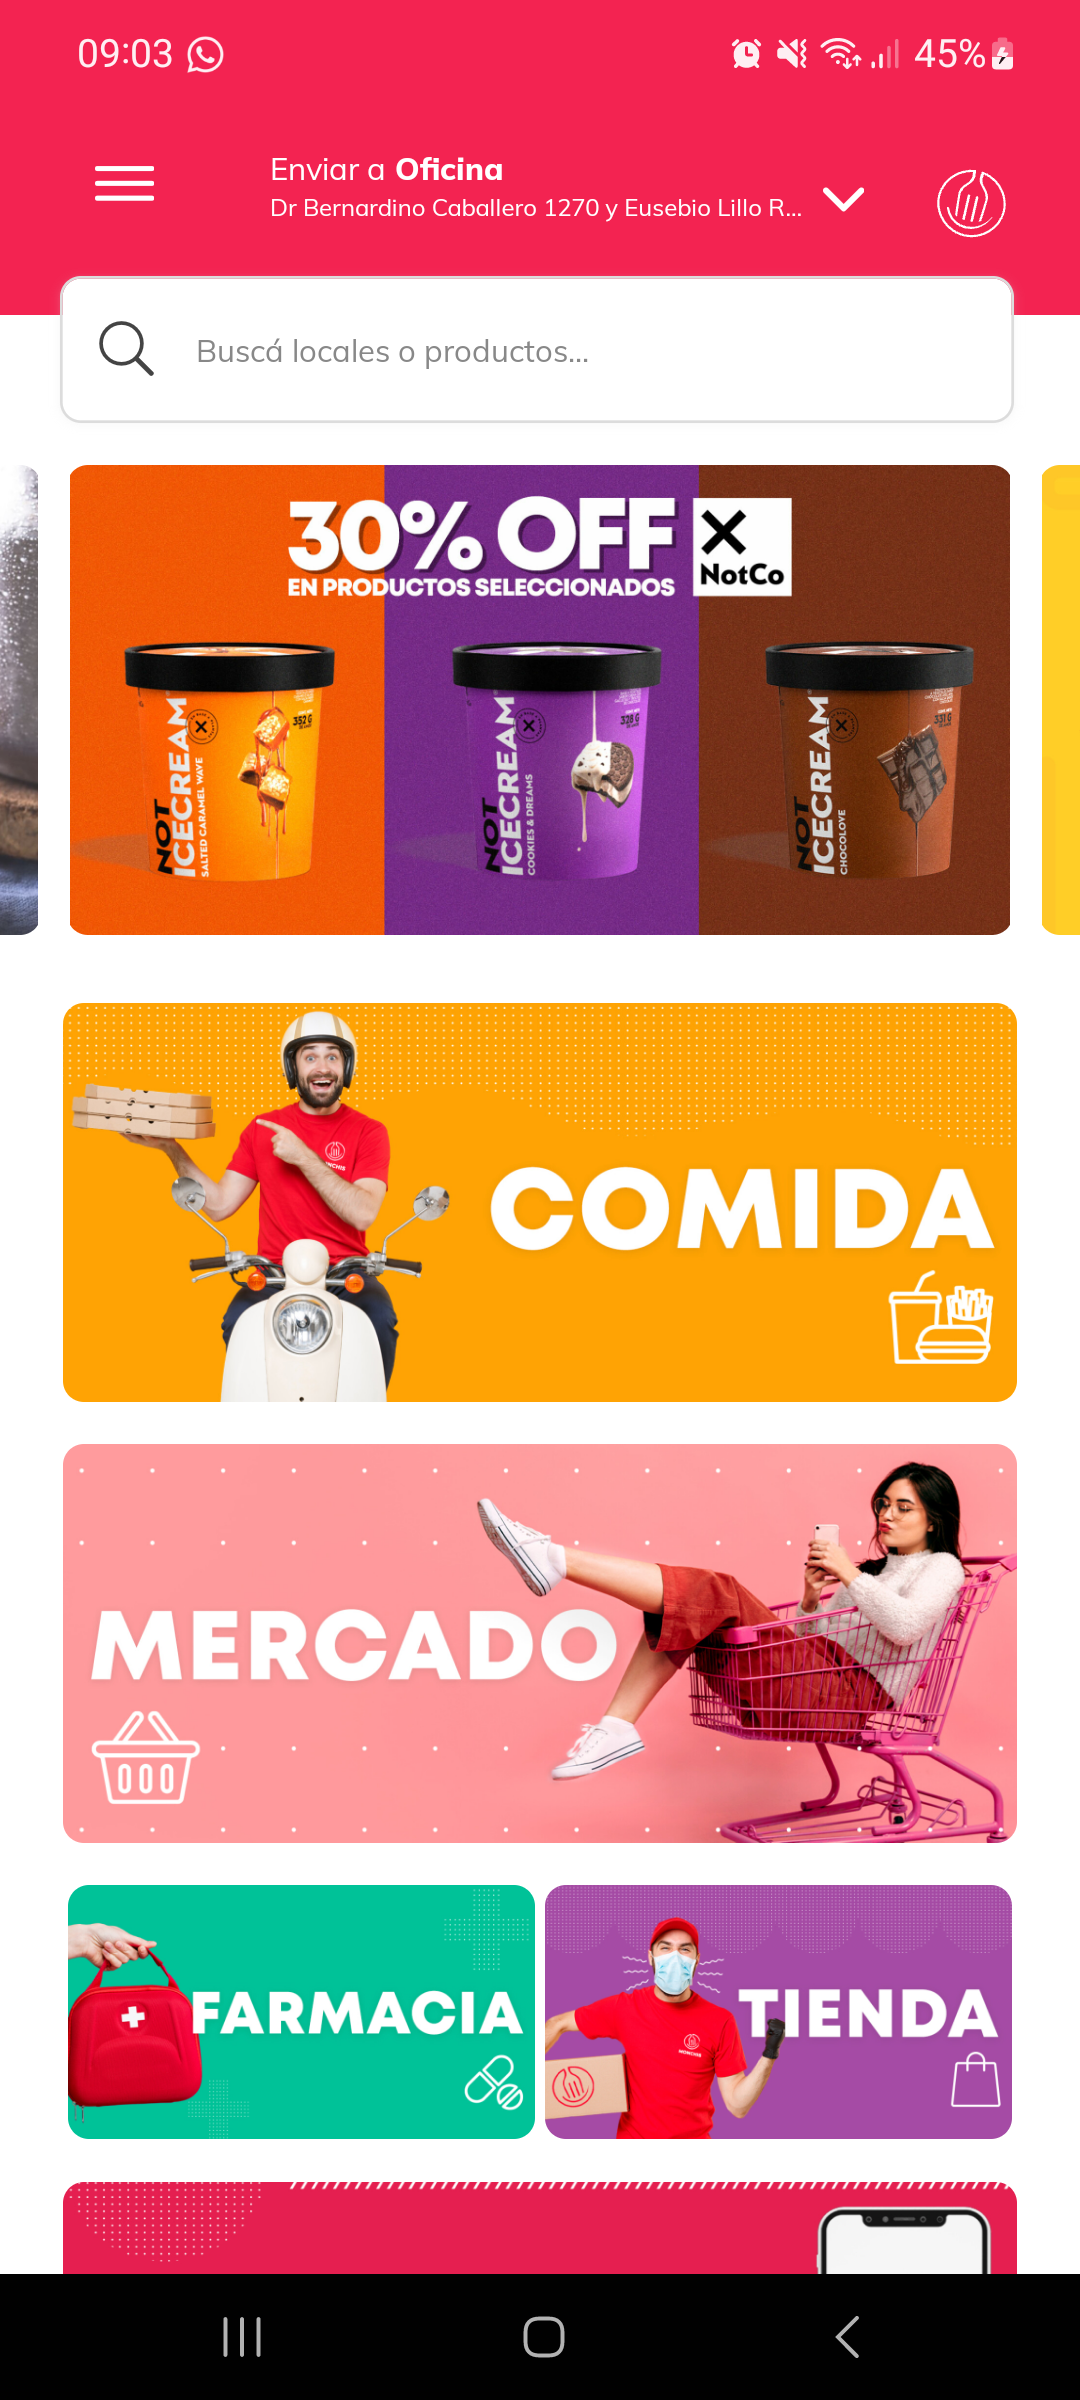 09:03
45%
Enviar a Oficina
Dr Bernardino Caballero 1270 y Eusebio Lillo R...
Buscá locales o productos...
30% OFF
EN PRODUCTOS SELECCIONADOS
NotCo
NOT
ICECREAM
SALTED CARAMEL WAVE
352 G
NOT
ICECREAM
COOKIES & DREAMS
328 G
NOT
ICECREAM
CHOCOLOVE
331 G
COMIDA
MERCADO
FARMACIA
TIENDA
MONCHIS